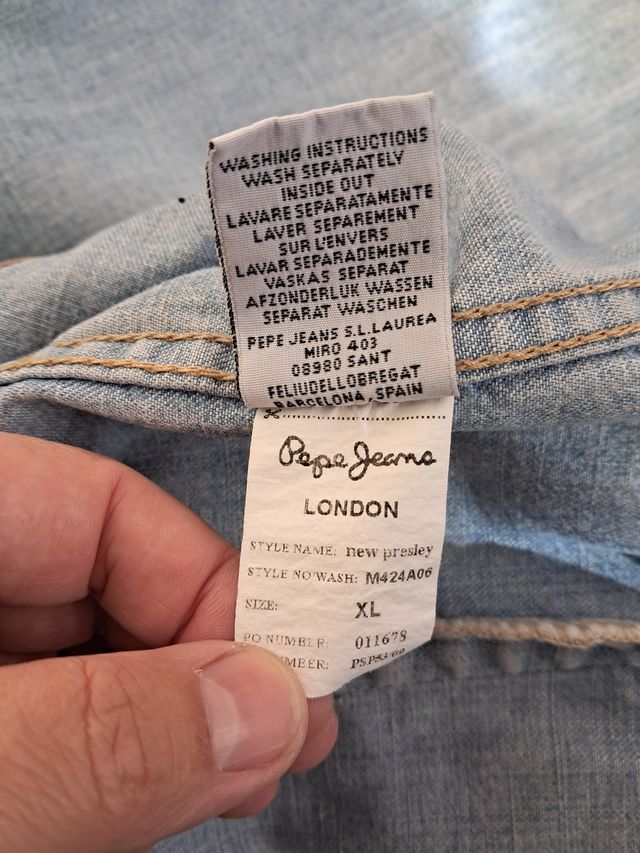 WASHING INSTRUCTIONS
WASH SEPARATELY
INSIDE OUT
LAVARE SEPARATAMENTE
LAVER SEPAREMENT
SUR L'ENVERS
LAVAR SEPARADEMENTE
VASKAS SEPARAT
AFZONDERLIJK WASSEN
SEPARAT WASCHEN
PEPE JEANS S.L.LAUREA
MIRO 403
08980 SANT
FELIUDELLOBREGAT
BARCELONA, SPAIN
Pepe Jeans
LONDON
STYLE NAME: new presley
STYLE NO/WASH: M424A06
SIZE: XL
PO NUMBER: 011678